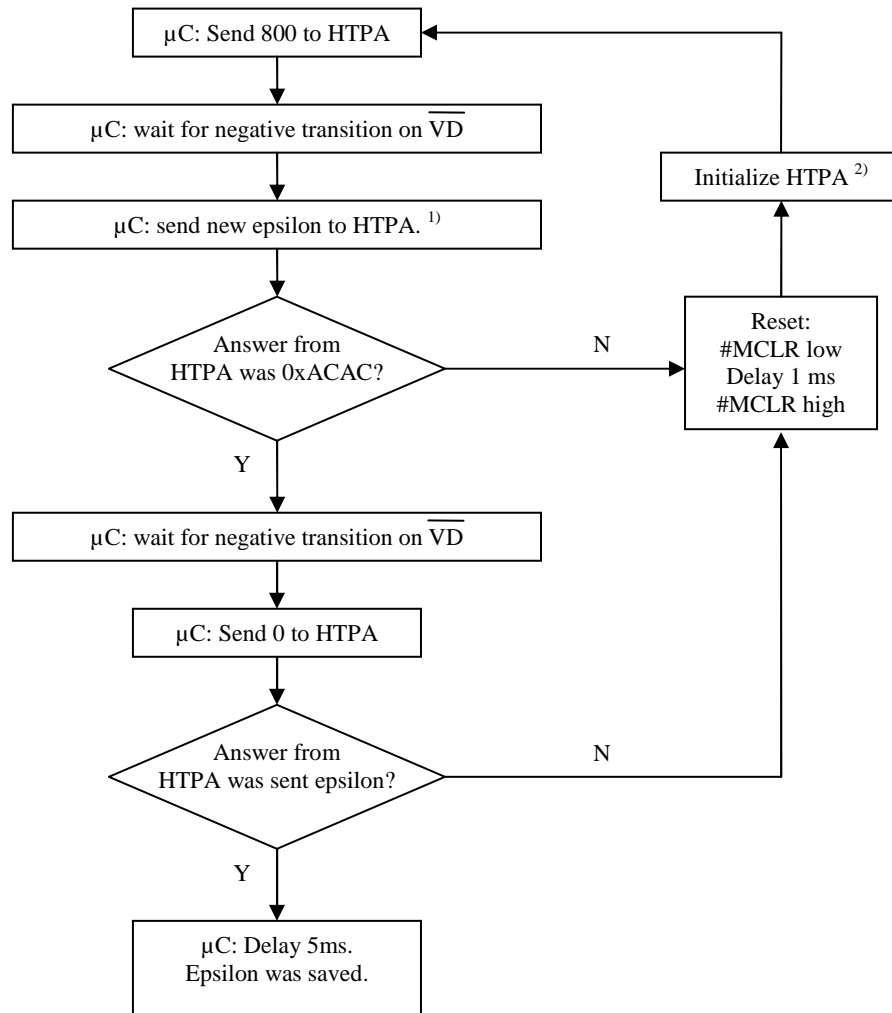 µC: Send 800 to HTPA
µC: wait for negative transition on V̅D̅
Initialize HTPA ²⁾
µC: send new epsilon to HTPA. ¹⁾
Answer from
HTPA was 0xACAC?
N
Reset:
#MCLR low
Delay 1 ms
#MCLR high
Y
µC: wait for negative transition on V̅D̅
µC: Send 0 to HTPA
Answer from
HTPA was sent epsilon?
N
Y
µC: Delay 5ms.
Epsilon was saved.